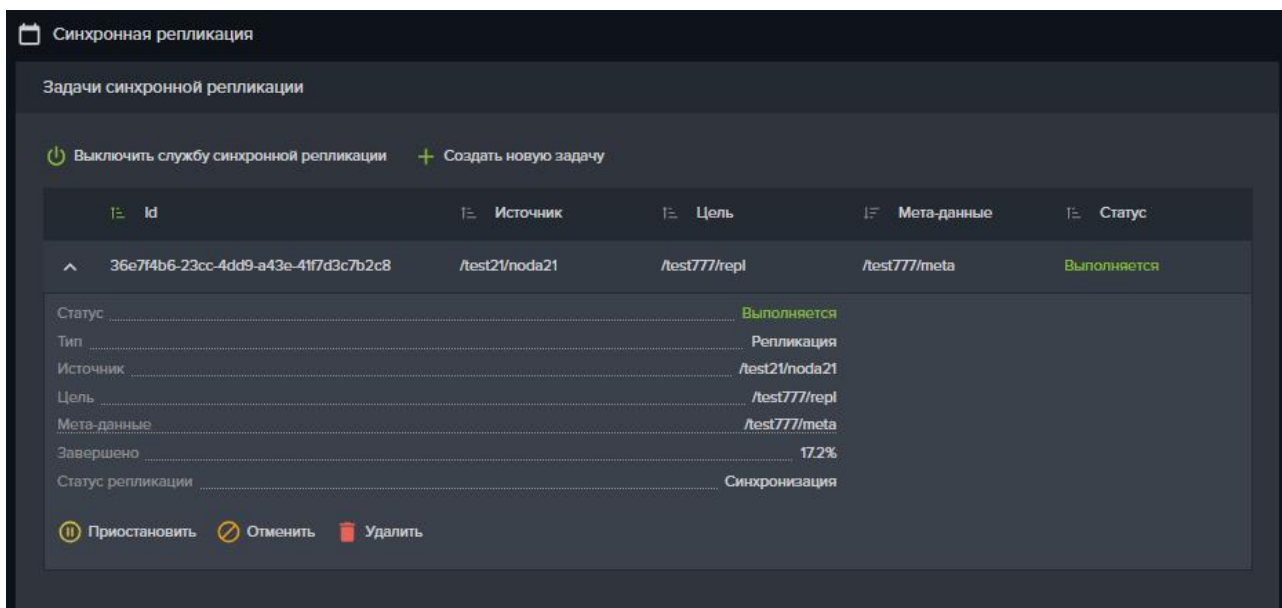 Синхронная репликация
Задачи синхронной репликации
Выключить службу синхронной репликации Создать новую задачу
Id Источник Цель Мета-данные Статус
36e7f4b6-23cc-4dd9-a43e-41f7d3c7b2c8 /test21/noda21 /test777/repl /test777/meta Выполняется
Статус Выполняется
Тип Репликация
Источник /test21/noda21
Цель /test777/repl
Мета-данные /test777/meta
Завершено 17.2%
Статус репликации Синхронизация
Приостановить Отменить Удалить